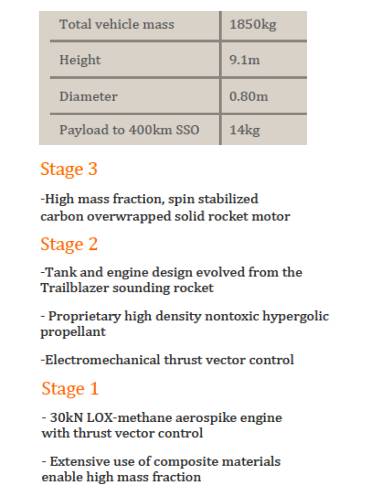 Total vehicle mass 1850kg
Height 9.1m
Diameter 0.80m
Payload to 400km SSO 14kg
Stage 3
-High mass fraction, spin stabilized
carbon overwrapped solid rocket motor
Stage 2
-Tank and engine design evolved from the
Trailblazer sounding rocket
- Proprietary high density nontoxic hypergolic
propellant
-Electromechanical thrust vector control
Stage 1
- 30kN LOX-methane aerospike engine
with thrust vector control
- Extensive use of composite materials
enable high mass fraction